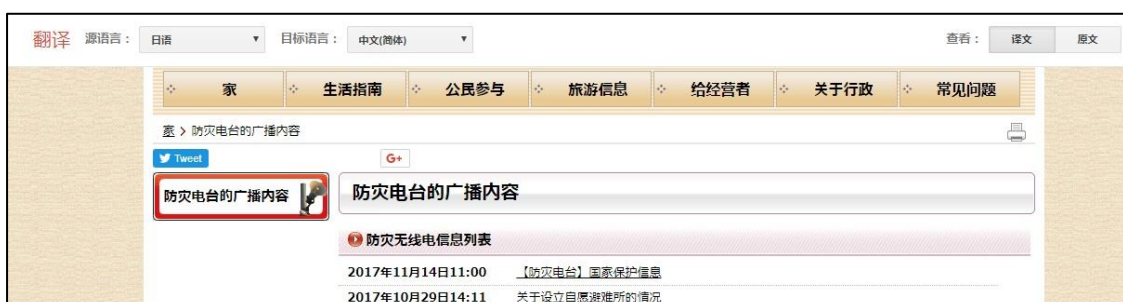 翻译 源语言： 日语 目标语言： 中文(简体) 查看： 译文 原文
家 生活指南 公民参与 旅游信息 给经营者 关于行政 常见问题
家 > 防灾电台的广播内容
Tweet G+
防灾电台的广播内容 防灾电台的广播内容
防灾无线电信息列表
2017年11月14日11:00 【防灾电台】国家保护信息
2017年10月29日14:11 关于设立自愿避难所的情况